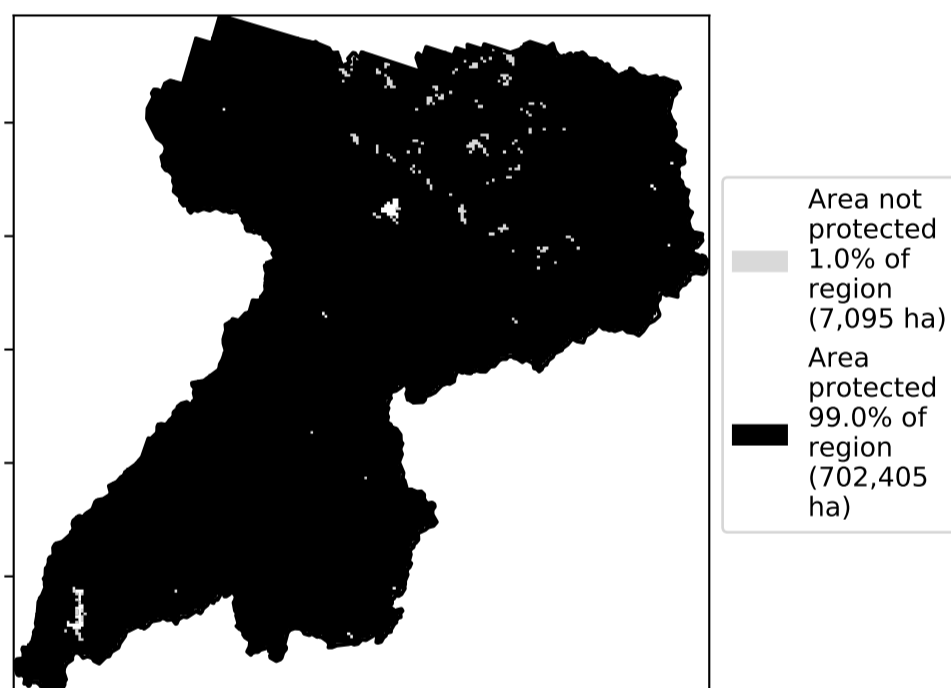 Area not
protected
1.0% of
region
(7,095 ha)
Area
protected
99.0% of
region
(702,405
ha)